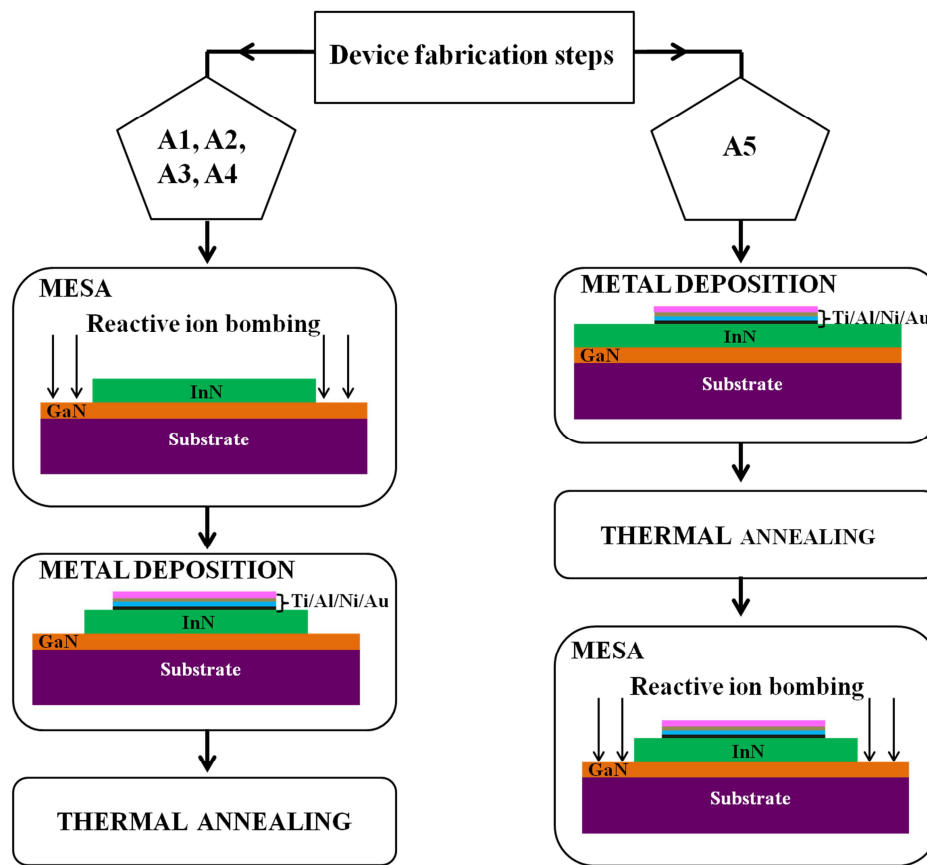 Device fabrication steps
A1, A2,
A3, A4
MESA
Reactive ion bombing
InN
GaN
Substrate
METAL DEPOSITION
Ti/Al/Ni/Au
InN
GaN
Substrate
THERMAL ANNEALING
A5
METAL DEPOSITION
Ti/Al/Ni/Au
InN
GaN
Substrate
THERMAL ANNEALING
MESA
Reactive ion bombing
InN
GaN
Substrate